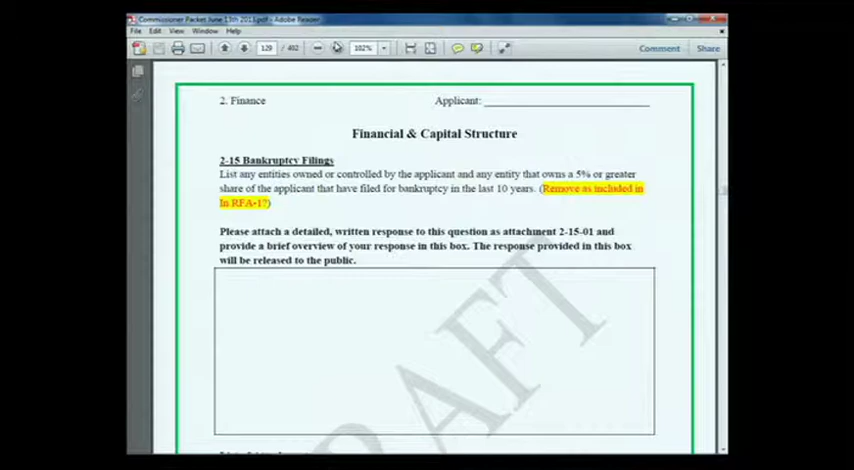 Commissioner Packet June 13th 2013.pdf - Adobe Reader
File Edit View Window Help
129 / 402 102% Comment Share
2. Finance Applicant:
Financial & Capital Structure
2-15 Bankruptcy Filings
List any entities owned or controlled by the applicant and any entity that owns a 5% or greater
share of the applicant that have filed for bankruptcy in the last 10 years. (Remove as included in
In RFA-1?)
Please attach a detailed, written response to this question as attachment 2-15-01 and
provide a brief overview of your response in this box. The response provided in this box
will be released to the public.
DRAFT